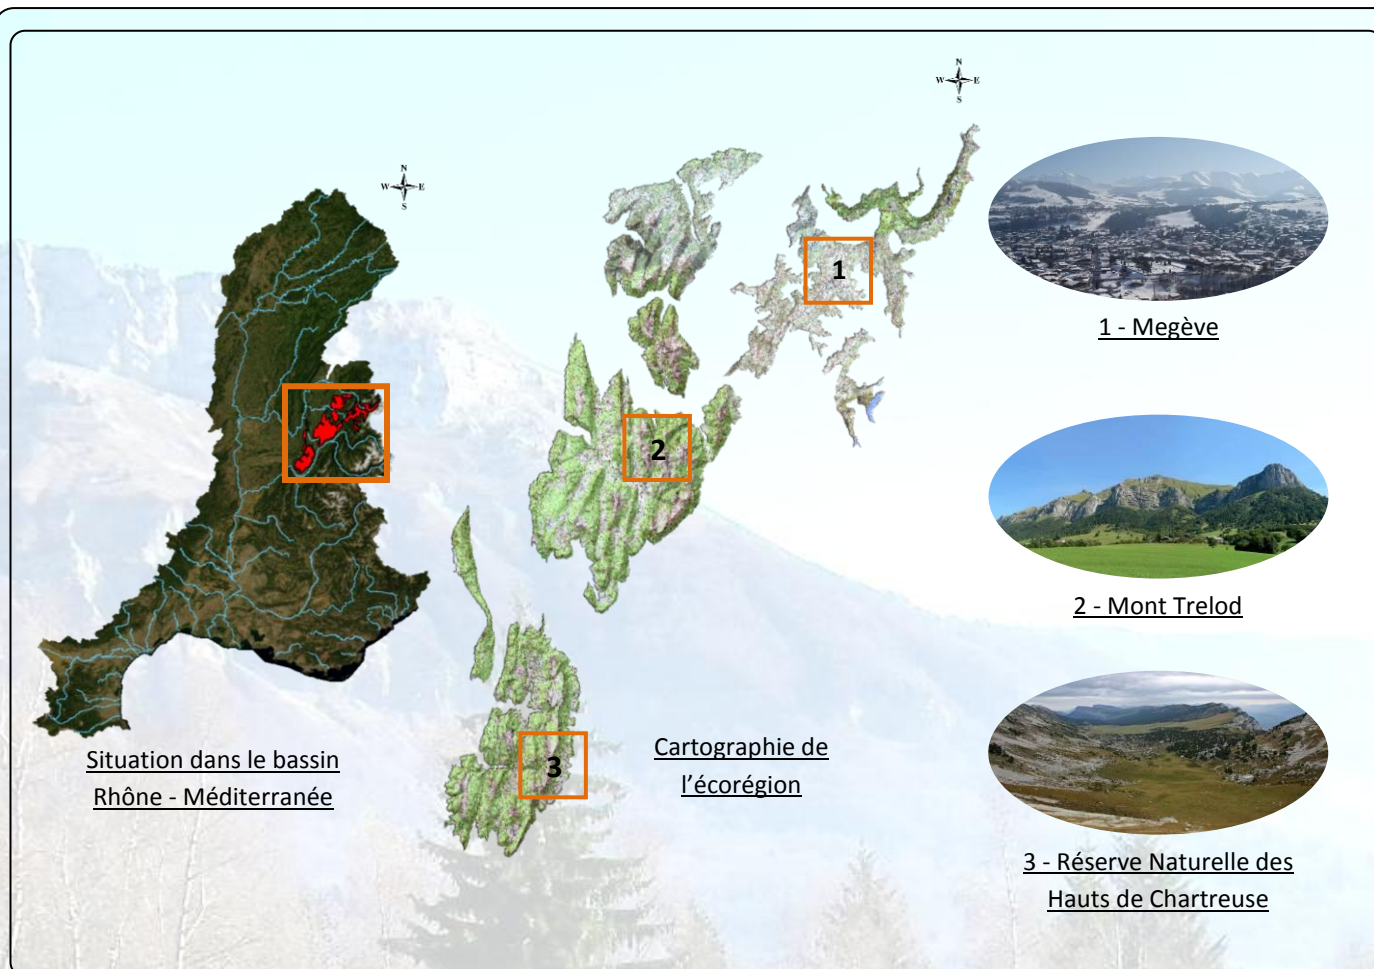 N
W E
S
N
W E
S
1
2
3
Situation dans le bassin
Rhône - Méditerranée
Cartographie de
l'écorégion
1 - Megève
2 - Mont Trelod
3 - Réserve Naturelle des
Hauts de Chartreuse